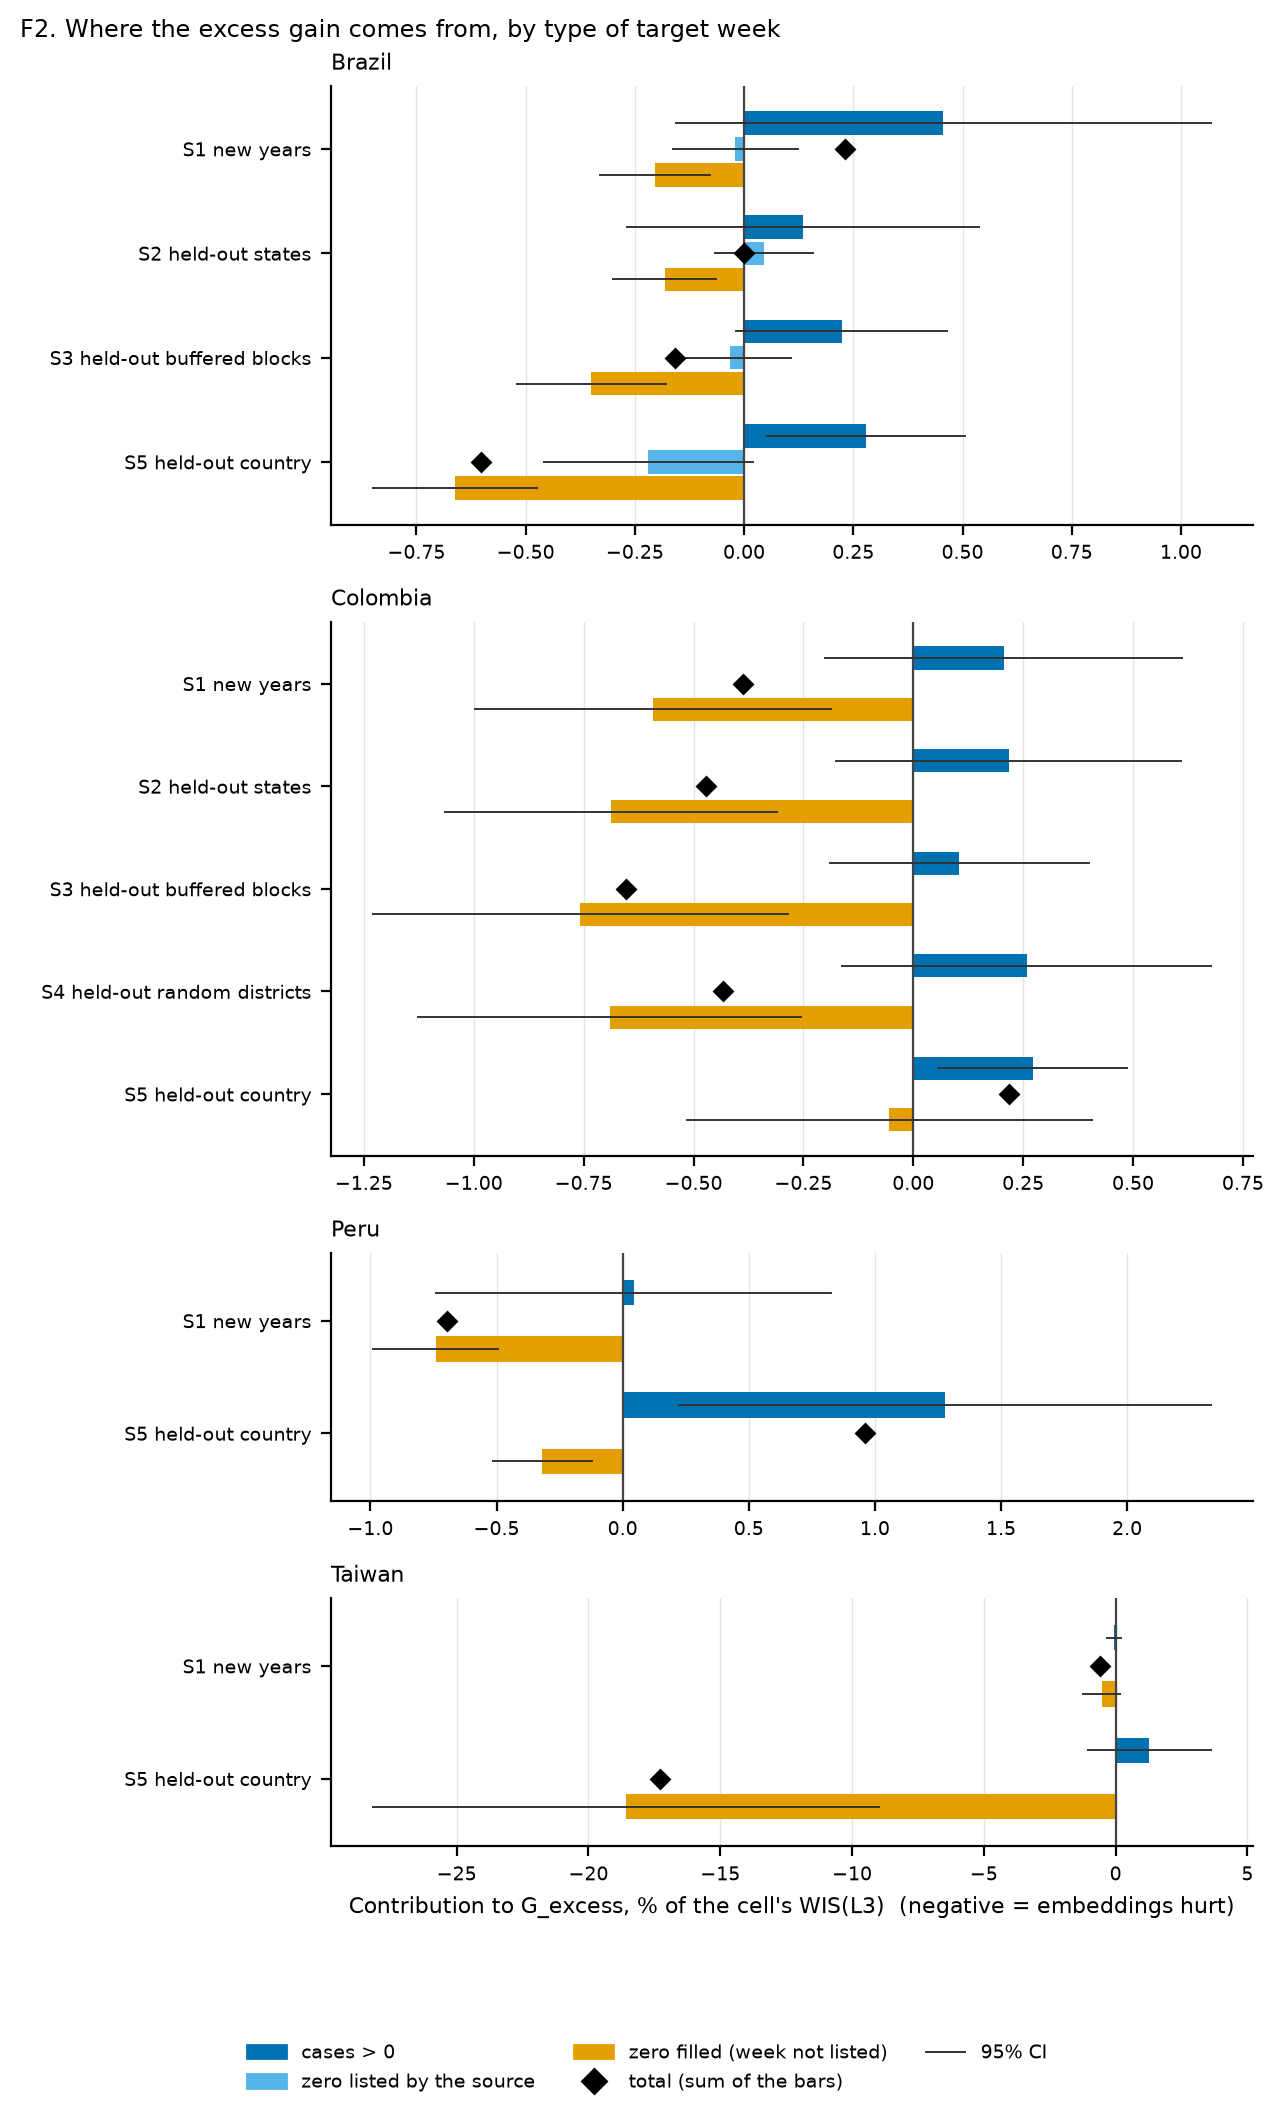 F2. Where the excess gain comes from, by type of target week
Brazil
S1 new years
S2 held-out states
S3 held-out buffered blocks
S5 held-out country
−0.75 −0.50 −0.25 0.00 0.25 0.50 0.75 1.00
Colombia
S1 new years
S2 held-out states
S3 held-out buffered blocks
S4 held-out random districts
S5 held-out country
−1.25 −1.00 −0.75 −0.50 −0.25 0.00 0.25 0.50 0.75
Peru
S1 new years
S5 held-out country
−1.0 −0.5 0.0 0.5 1.0 1.5 2.0
Taiwan
S1 new years
S5 held-out country
−25 −20 −15 −10 −5 0 5
Contribution to G_excess, % of the cell's WIS(L3)  (negative = embeddings hurt)
cases > 0 zero filled (week not listed) 95% CI
zero listed by the source total (sum of the bars)